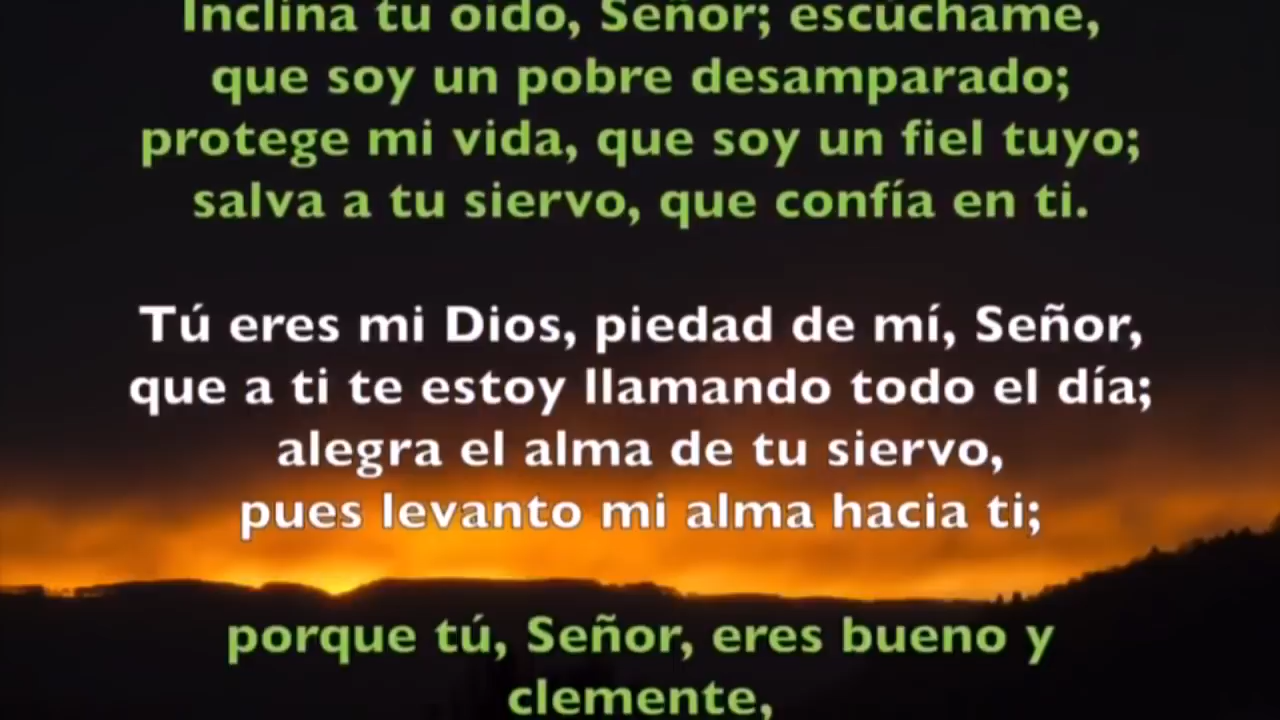 Inclina tu oído, Señor; escúchame,
que soy un pobre desamparado;
protege mi vida, que soy un fiel tuyo;
salva a tu siervo, que confía en ti.
Tú eres mi Dios, piedad de mí, Señor,
que a ti te estoy llamando todo el día;
alegra el alma de tu siervo,
pues levanto mi alma hacia ti;
porque tú, Señor, eres bueno y
clemente,